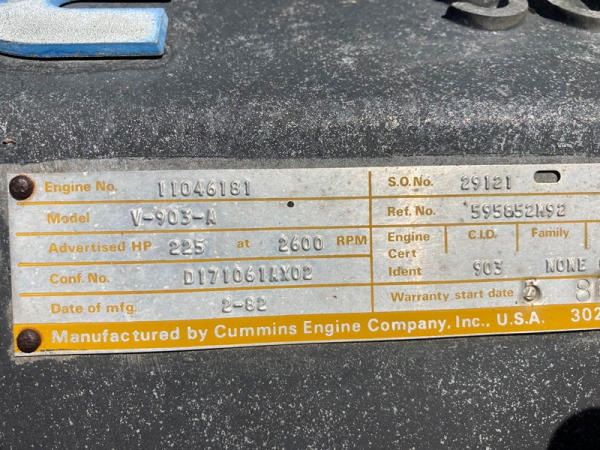 Engine No. 11046181
Model V-903-A
Advertised HP 225 at 2600 RPM
Conf. No. D171061AX02
Date of mfg. 2-82
S.O. No. 29121
Ref. No. 595852M92
Engine Cert Ident
C.I.D. Family
903 NONE
Warranty start date
Manufactured by Cummins Engine Company, Inc., U.S.A. 302